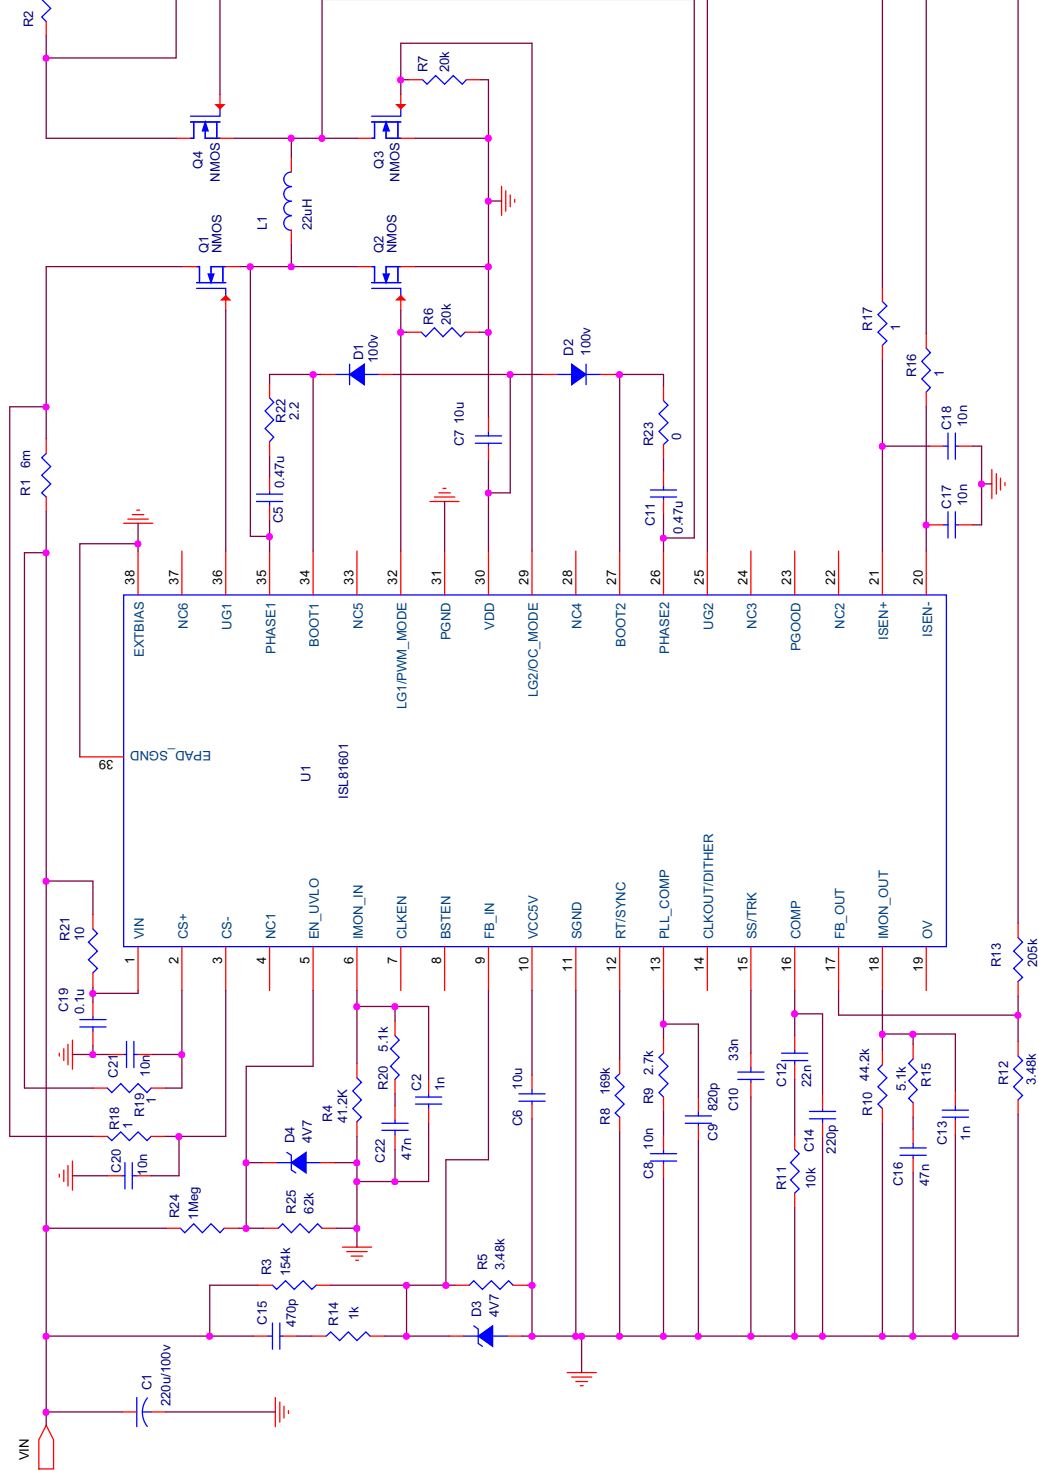 R2
R7
20k
Q4
NMOS
Q3
NMOS
L1
22uH
Q1
NMOS
Q2
NMOS
R6
20k
R17
1
R16
1
D1
100v
D2
100v
R22
2.2
C7 10u
R23
0
C18
10n
R1 6m
C5
0.47u
C11
0.47u
C17
10n
38
37
36
35
34
33
32
31
30
29
28
27
26
25
24
23
22
21
20
EXTBIAS
NC6
UG1
PHASE1
BOOT1
NC5
LG1/PWM_MODE
PGND
VDD
LG2/OC_MODE
NC4
BOOT2
PHASE2
UG2
NC3
PGOOD
NC2
ISEN+
ISEN-
39
EPAD_SGND
U1
ISL81601
VIN
CS+
CS-
NC1
EN_UVLO
IMON_IN
CLKEN
BSTEN
FB_IN
VCC5V
SGND
RT/SYNC
PLL_COMP
CLKOUT/DITHER
SS/TRK
COMP
FB_OUT
IMON_OUT
OV
1
2
3
4
5
6
7
8
9
10
11
12
13
14
15
16
17
18
19
R21
10
C19
0.1u
C21
10n
R19
1
R18
1
C20
10n
R24
1Meg
R25
62k
D4
4V7
R4
41.2K
R20
5.1k
C22
47n
C2
1n
C6
10u
R8
169k
R9
2.7k
C8
10n
C9
820p
C10
33n
C12
22n
C14
220p
R11
10k
R10
44.2k
R15
5.1k
C16
47n
C13
1n
R13
205k
R12
3.48k
R3
154k
C15
470p
R14
1k
R5
3.48k
D3
4V7
C1
220u/100v
VIN